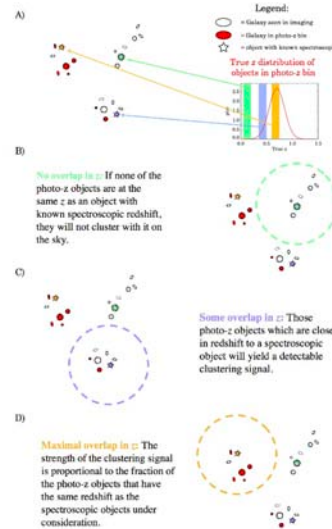 A)
Legend:
Galaxy seen in imaging
Galaxy in photo-z bin
object with known spectroscopic z
True z distribution of
objects in photo-z bin
True z
B)
No overlap in z: If none of the
photo-z objects are at the
same z as an object with
known spectroscopic redshift,
they will not cluster with it on
the sky.
C)
Some overlap in z: Those
photo-z objects which are close
in redshift to a spectroscopic
object will yield a detectable
clustering signal.
D)
Maximal overlap in z: The
strength of the clustering signal
is proportional to the fraction of
the photo-z objects that have
the same redshift as the
spectroscopic objects under
consideration.